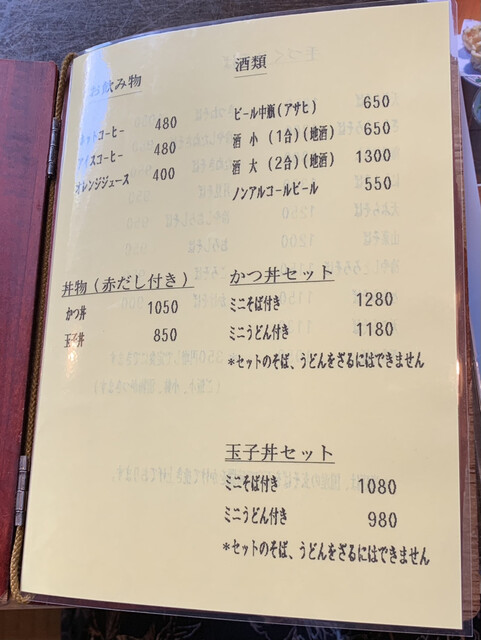 お飲み物
ホットコーヒー 480
アイスコーヒー 480
オレンジジュース 400
酒類
ビール中瓶(アサヒ) 650
酒 小 (1合)(地酒) 650
酒 大 (2合)(地酒) 1300
ノンアルコールビール 550
丼物(赤だし付き)
かつ丼 1050
玉子丼 850
かつ丼セット
ミニそば付き 1280
ミニうどん付き 1180
*セットのそば、うどんをざるにはできません
玉子丼セット
ミニそば付き 1080
ミニうどん付き 980
*セットのそば、うどんをざるにはできません